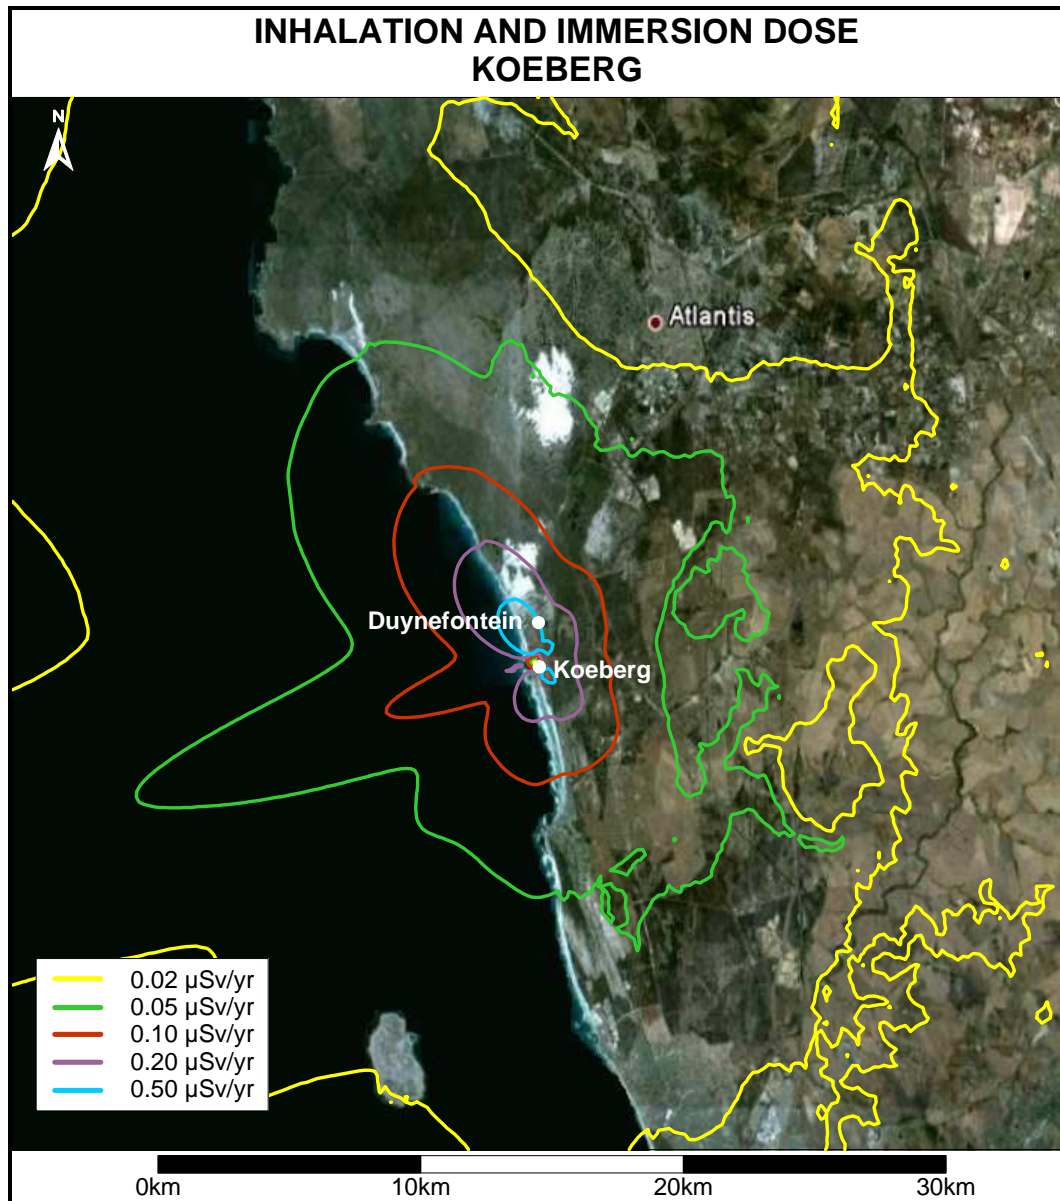 INHALATION AND IMMERSION DOSE
KOEBERG
N
Atlantis
Duynefontein
Koeberg
0.02 µSv/yr
0.05 µSv/yr
0.10 µSv/yr
0.20 µSv/yr
0.50 µSv/yr
0km 10km 20km 30km